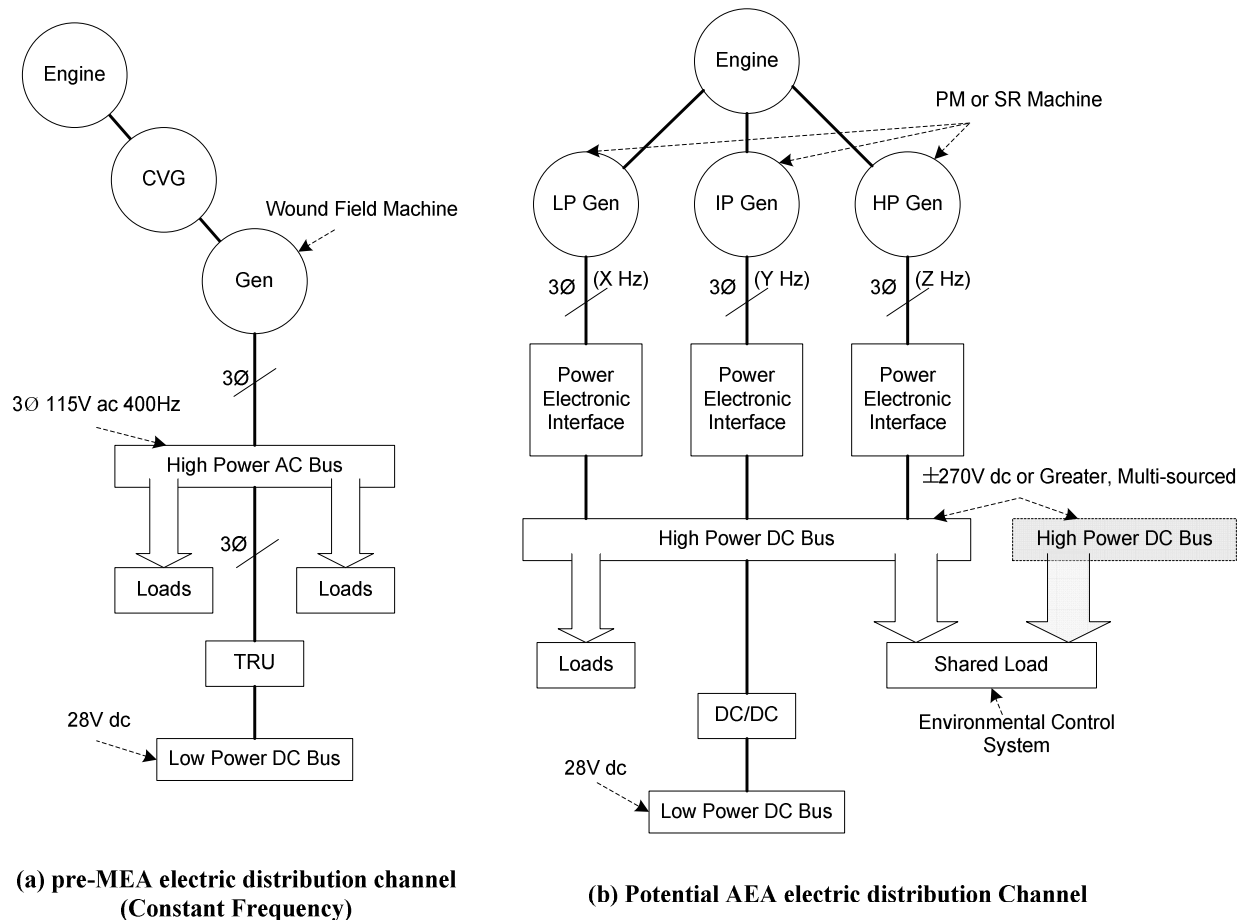 Engine
CVG
Wound Field Machine
Gen
3Ø
3Ø 115V ac 400Hz
High Power AC Bus
3Ø
Loads
Loads
TRU
28V dc
Low Power DC Bus
(a) pre-MEA electric distribution channel
(Constant Frequency)
Engine
PM or SR Machine
LP Gen
IP Gen
HP Gen
3Ø
(X Hz)
3Ø
(Y Hz)
3Ø
(Z Hz)
Power
Electronic
Interface
Power
Electronic
Interface
Power
Electronic
Interface
±270V dc or Greater, Multi-sourced
High Power DC Bus
High Power DC Bus
Loads
Shared Load
DC/DC
Environmental Control
System
28V dc
Low Power DC Bus
(b) Potential AEA electric distribution Channel